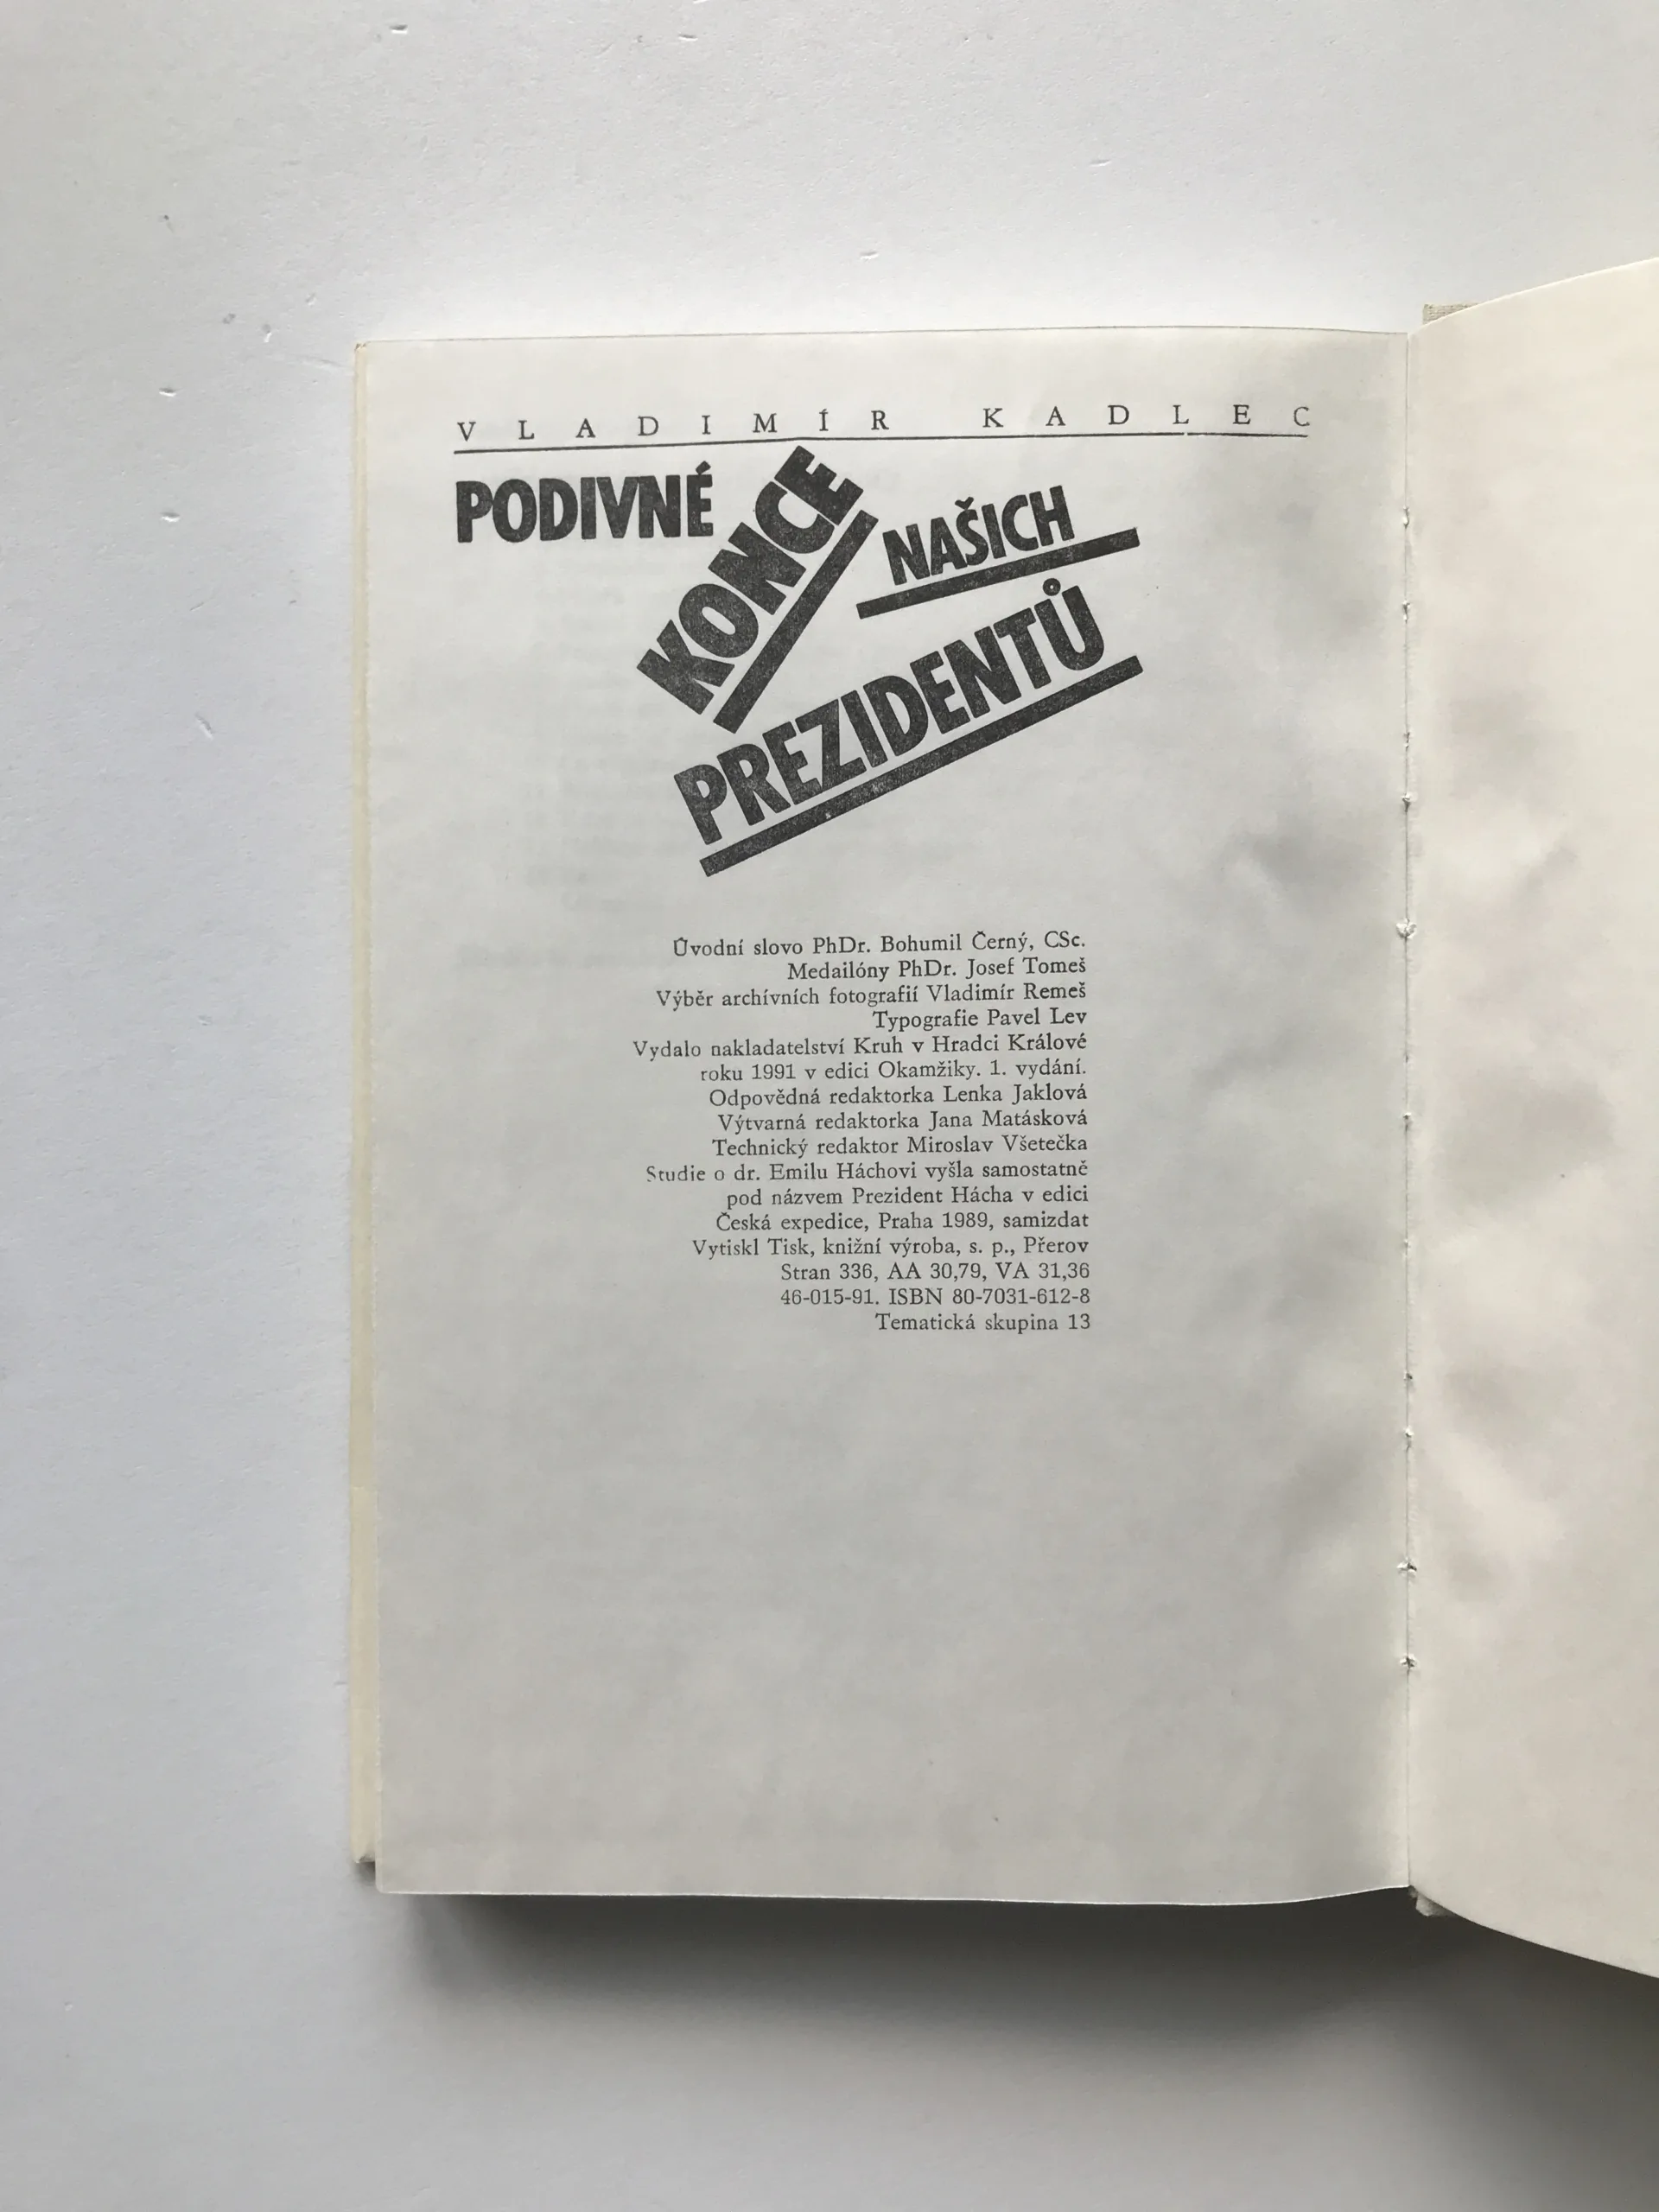 VLADIMÍR KADLEC
PODIVNÉ
KONCE
NAŠICH
PREZIDENTŮ
Úvodní slovo PhDr. Bohumil Černý, CSc.
Medailóny PhDr. Josef Tomeš
Výběr archívních fotografií Vladimír Remeš
Typografie Pavel Lev
Vydalo nakladatelství Kruh v Hradci Králové
roku 1991 v edici Okamžiky. 1. vydání.
Odpovědná redaktorka Lenka Jaklová
Výtvarná redaktorka Jana Matásková
Technický redaktor Miroslav Všetečka
Studie o dr. Emilu Háchovi vyšla samostatně
pod názvem Prezident Hácha v edici
Česká expedice, Praha 1989, samizdat
Vytiskl Tisk, knižní výroba, s. p., Přerov
Stran 336, AA 30,79, VA 31,36
46-015-91. ISBN 80-7031-612-8
Tematická skupina 13